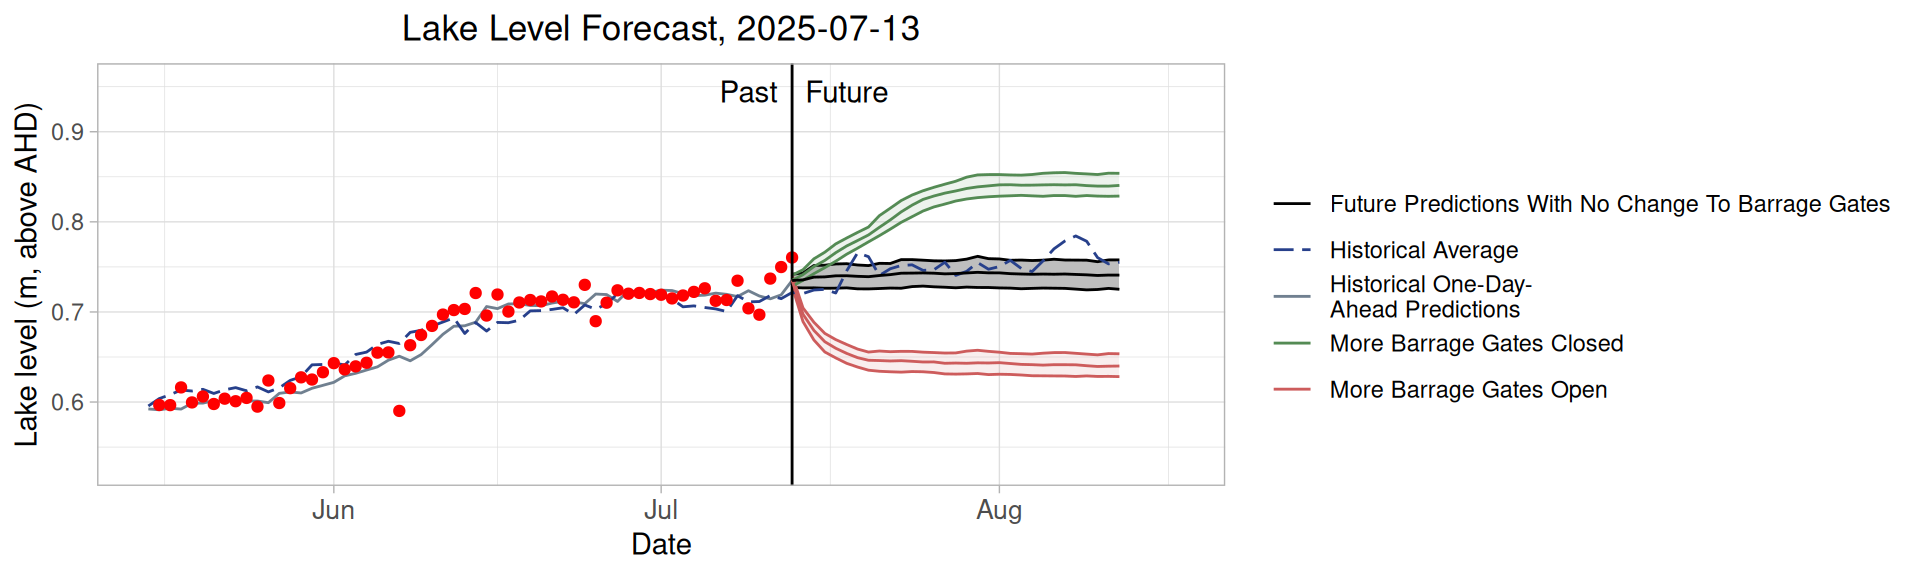 Lake Level Forecast, 2025-07-13
Past
Future
Lake level (m, above AHD)
0.9
0.8
0.7
0.6
Jun
Jul
Aug
Date
Future Predictions With No Change To Barrage Gates
Historical Average
Historical One-Day-
Ahead Predictions
More Barrage Gates Closed
More Barrage Gates Open